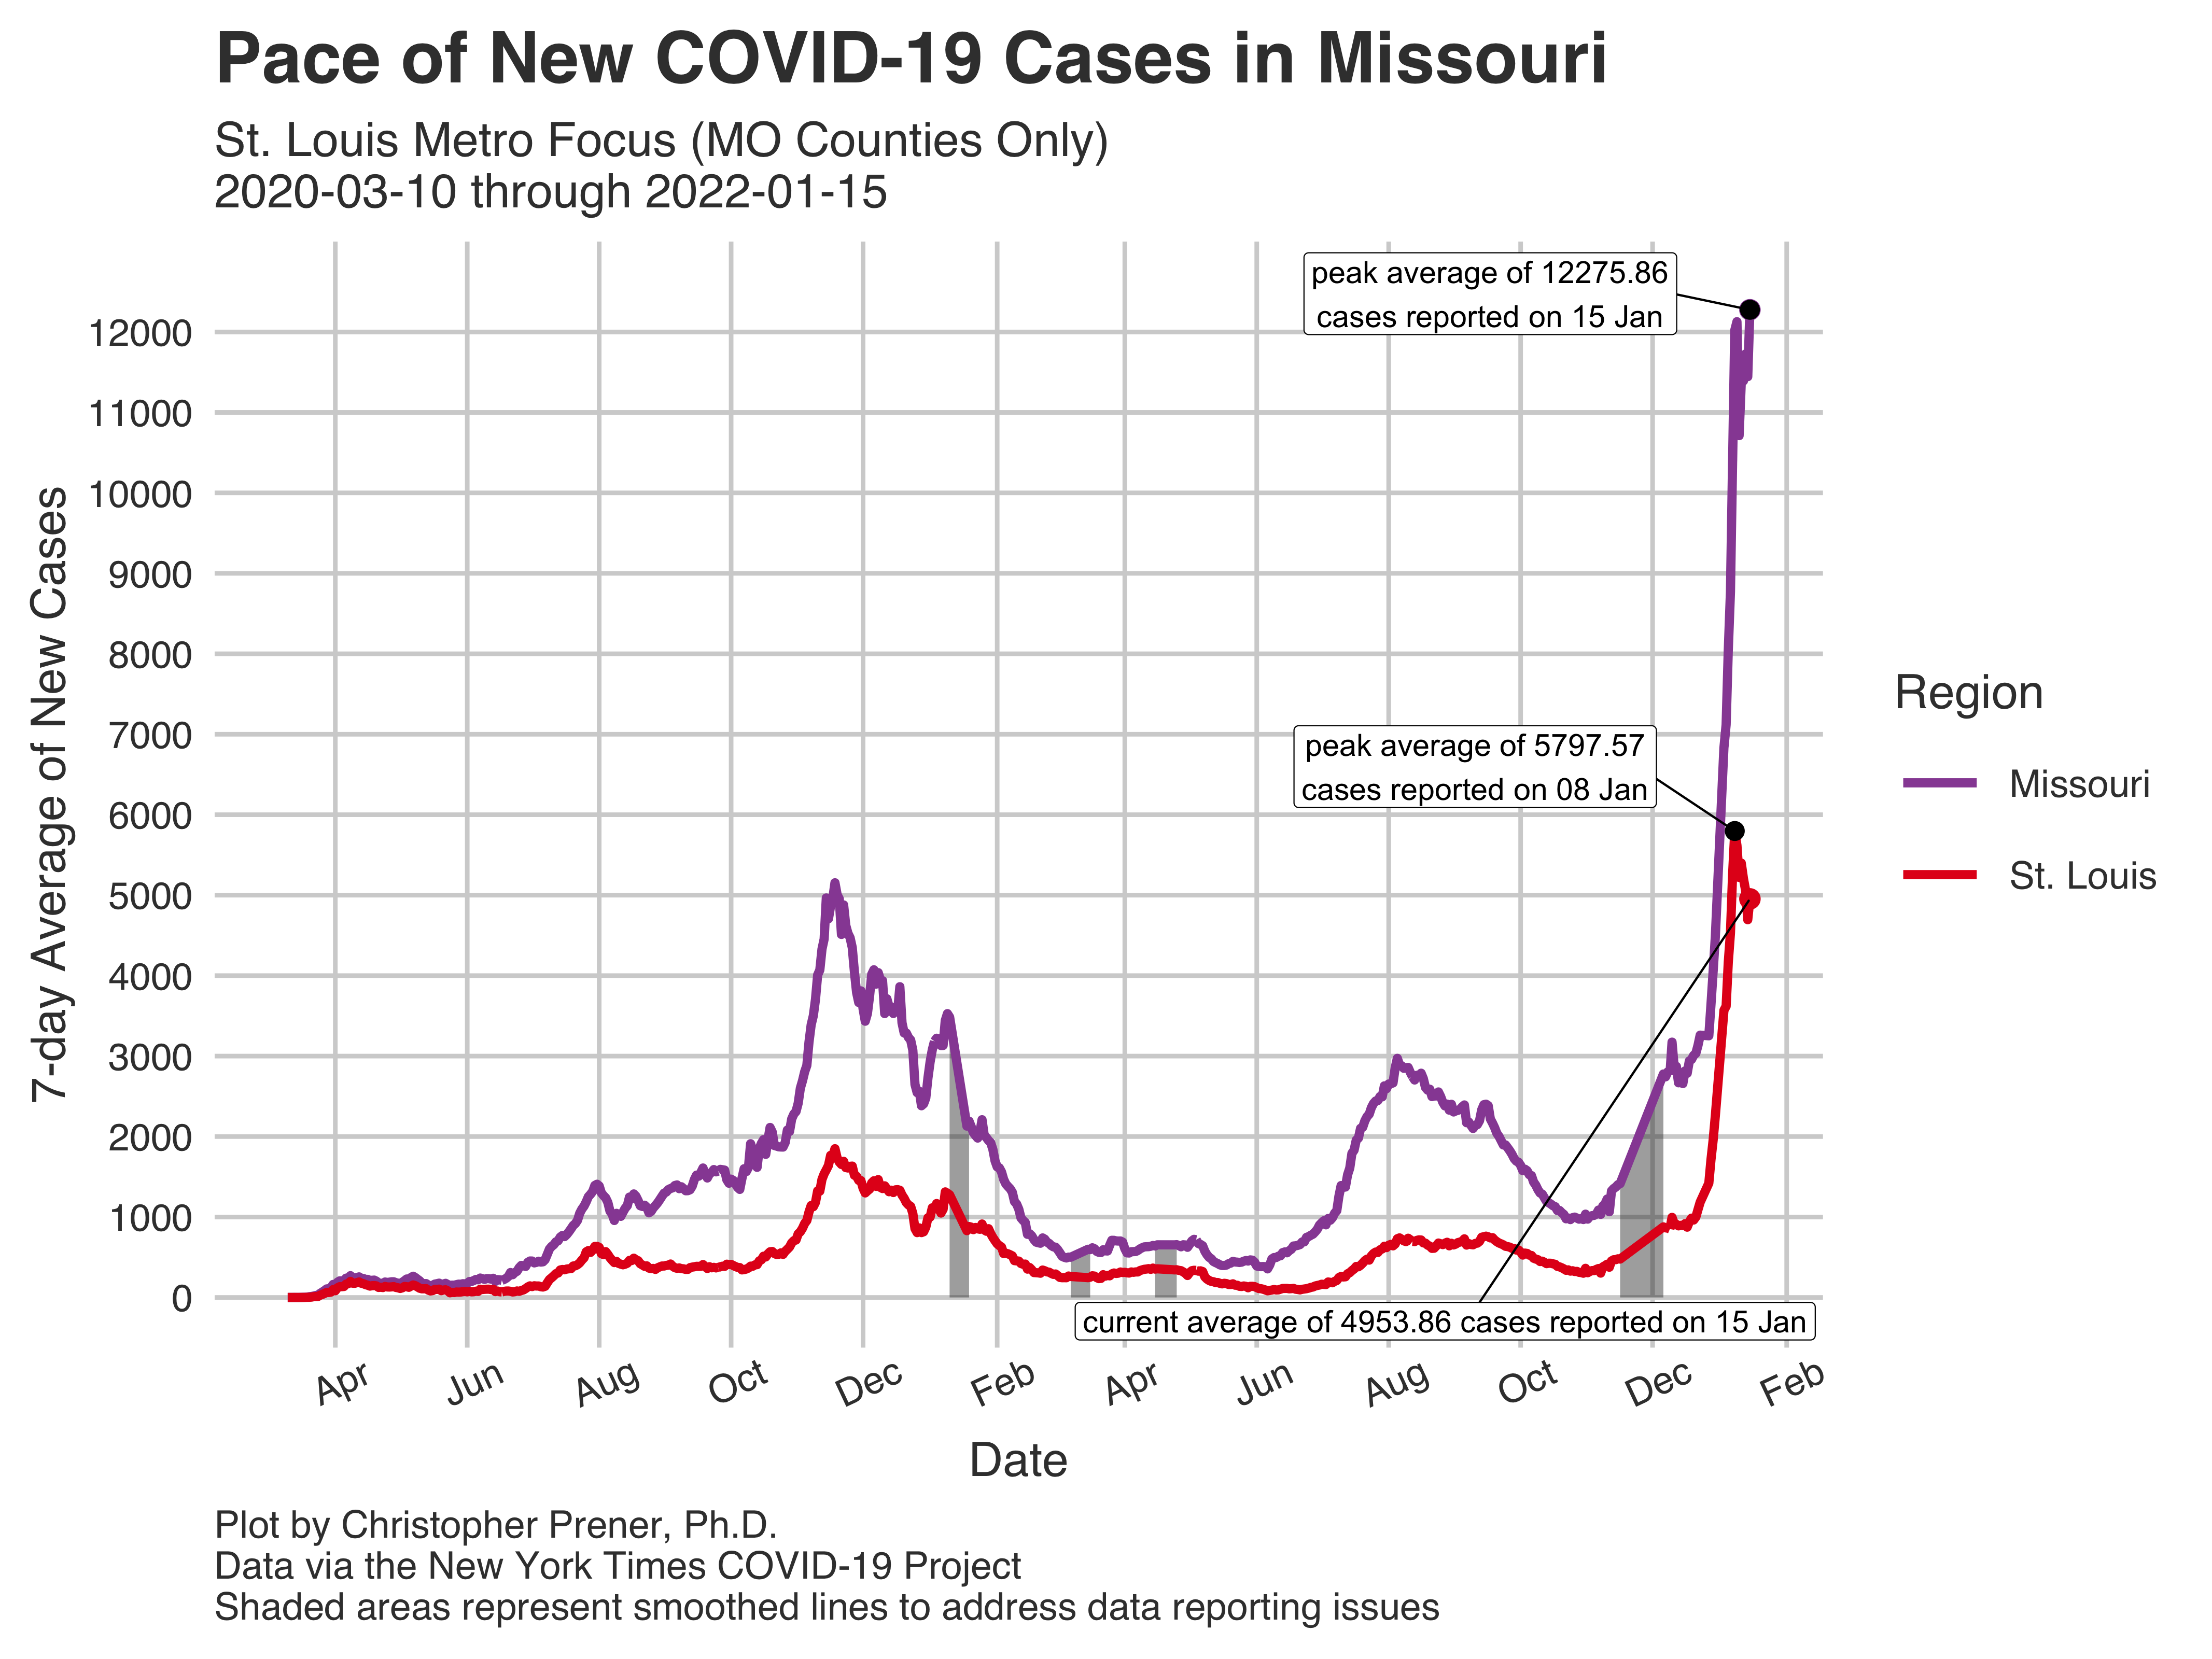 Pace of New COVID-19 Cases in Missouri
St. Louis Metro Focus (MO Counties Only)
2020-03-10 through 2022-01-15
peak average of 12275.86
cases reported on 15 Jan
12000
11000
10000
9000
8000
7000
6000
5000
4000
3000
2000
1000
0
7-day Average of New Cases
peak average of 5797.57
cases reported on 08 Jan
current average of 4953.86 cases reported on 15 Jan
Region
Missouri
St. Louis
Apr
Jun
Aug
Oct
Dec
Feb
Apr
Jun
Aug
Oct
Dec
Feb
Date
Plot by Christopher Prener, Ph.D.
Data via the New York Times COVID-19 Project
Shaded areas represent smoothed lines to address data reporting issues